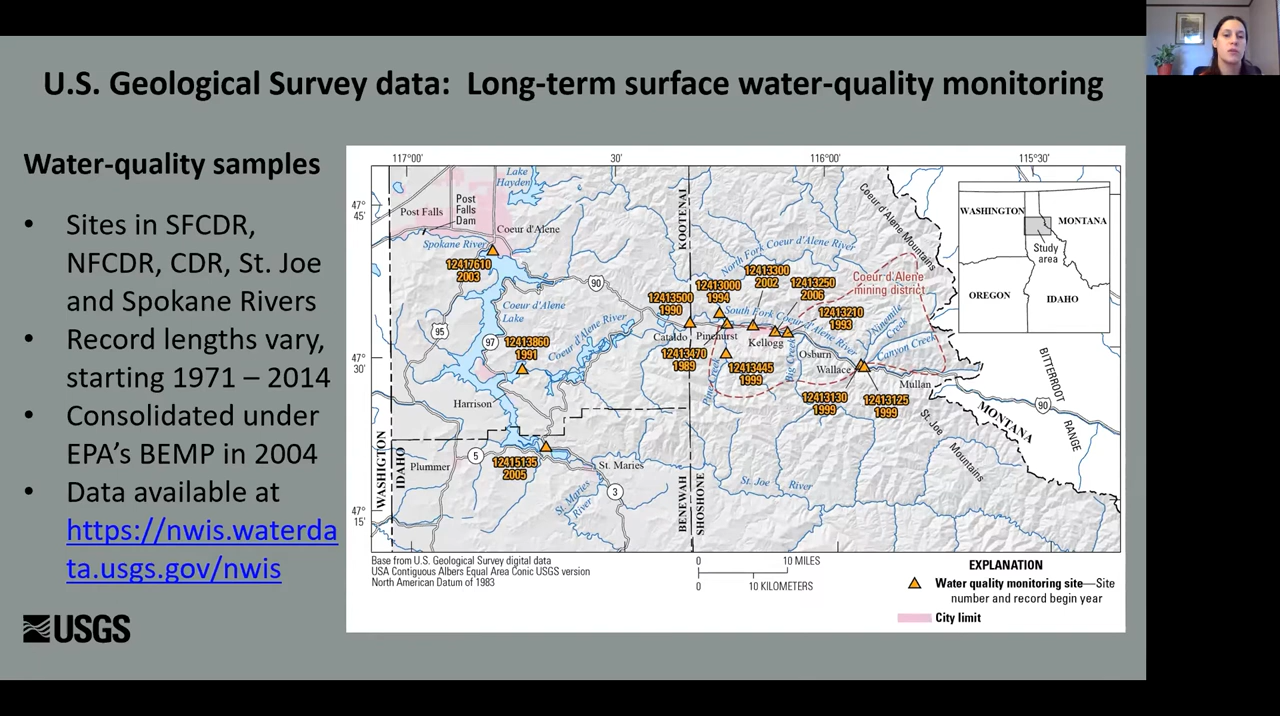 U.S. Geological Survey data: Long-term surface water-quality monitoring
Water-quality samples
• Sites in SFCDR,
NFCDR, CDR, St. Joe
and Spokane Rivers
• Record lengths vary,
starting 1971 – 2014
• Consolidated under
EPA's BEMP in 2004
• Data available at
https://nwis.waterda
ta.usgs.gov/nwis
USGS
117°00'
30'
116°00'
115°30'
47°
45'
47°
30'
47°
15'
Lake
Hayden
Post Falls
Post
Falls
Dam
Coeur d'Alene
Spokane River
12417610
2003
95
90
97
Coeur d'Alene
Lake
Coeur d'Alene River
12413860
1991
Harrison
WASHIGTON
IDAHO
Plummer
5
12415135
2005
St. Maries
3
St. Maries
River
KOOTENAI
BENEWAH
SHOSHONE
North Fork Coeur d'Alene River
12413500
1990
12413000
1994
12413300
2002
12413250
2006
12413210
1993
Coeur d'Alene
mining district
Coeur d'Alene Mountains
South Fork Coeur d'Alene River
Cataldo
Pinehurst
Kellogg
Osburn
Wallace
Mullan
12413470
1989
12413445
1999
12413130
1999
12413125
1999
Pine Creek
Big Creek
Ninemile
Creek
Canyon Creek
St. Joe
River
St. Joe
Mountains
MONTANA
BITTERROOT
RANGE
90
WASHINGTON
MONTANA
Study
area
OREGON
IDAHO
Base from U.S. Geological Survey digital data
USA Contiguous Albers Equal Area Conic USGS version
North American Datum of 1983
0
10 MILES
0
10 KILOMETERS
EXPLANATION
Water quality monitoring site—Site
number and record begin year
City limit